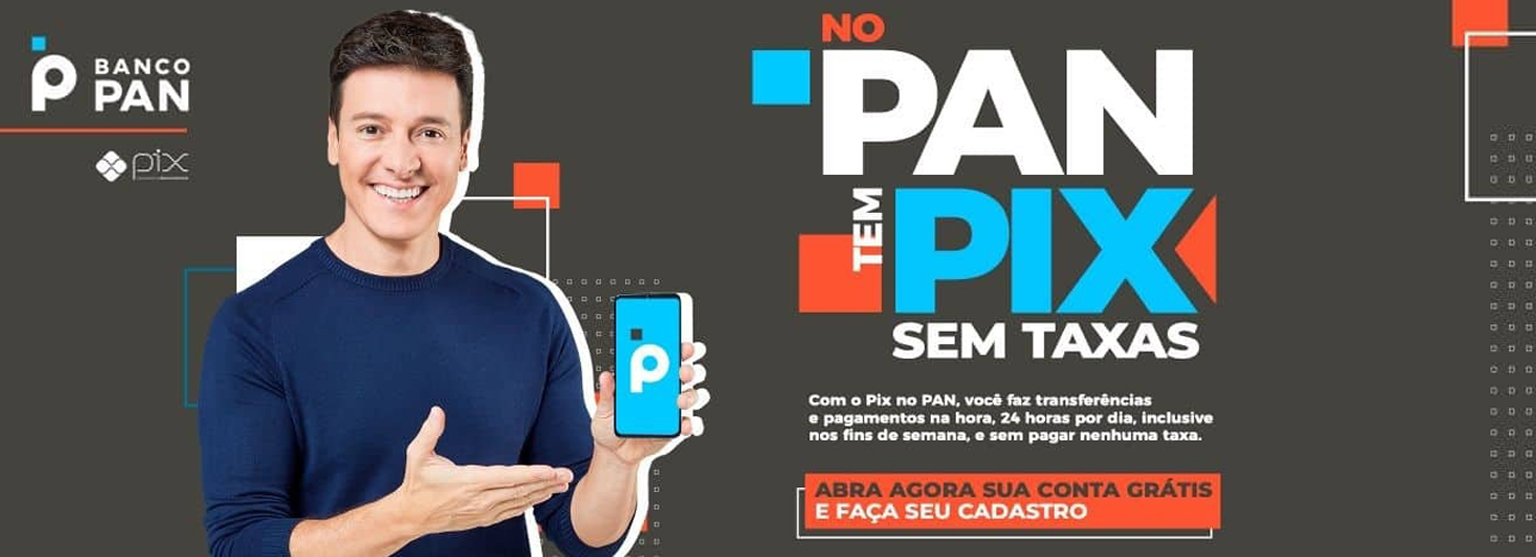 BANCO
PAN
pix
NO
PAN
TEM
PIX
SEM TAXAS
Com o Pix no PAN, você faz transferências
e pagamentos na hora, 24 horas por dia, inclusive
nos fins de semana, e sem pagar nenhuma taxa.
ABRA AGORA SUA CONTA GRÁTIS
E FAÇA SEU CADASTRO